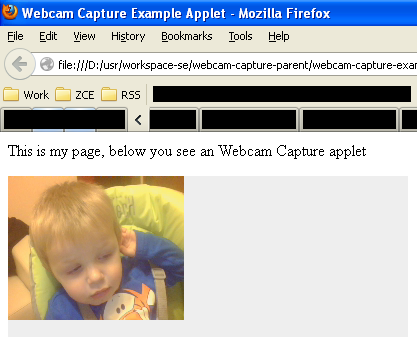 Webcam Capture Example Applet - Mozilla Firefox
File Edit View History Bookmarks Tools Help
file:///D:/usr/workspace-se/webcam-capture-parent/webcam-capture-exa
Work ZCE RSS
This is my page, below you see an Webcam Capture applet